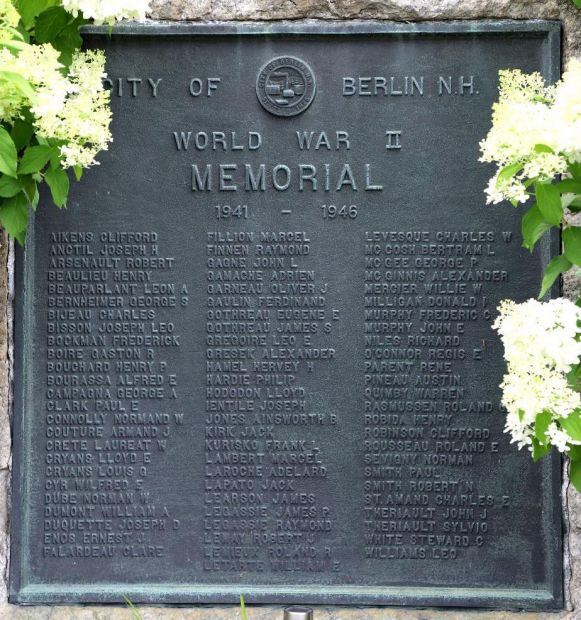 CITY OF BERLIN N.H.
WORLD WAR II
MEMORIAL
1941 - 1946
AIKENS CLIFFORD
ANCTIL JOSEPH H
ARSENAULT ROBERT
BEAULIEU HENRY
BEAUPARLANT LEON A
BERNHEIMER GEORGE S
BIJEAU CHARLES
BISSON JOSEPH LEO
BOCKMAN FREDERICK
BOIRE GASTON R
BOUCHARD HENRY P
BOURASSA ALFRED E
CAMPAGNA GEORGE A
CLARK PAUL E
CONNOLLY NORMAND W
COUTURE ARMAND J
CRETE LAUREAT W
CRYANS LLOYD E
CRYANS LOUIS Q
CYR WILFRED E
DUBE NORMAN W
DUMONT WILLIAM A
DUQUETTE JOSEPH D
ENOS ERNEST J
FALARDEAU CLARE
FILLION MARCEL
FINNEN RAYMOND
GAGNE JOHN L
GAMACHE ADRIEN
GARNEAU OLIVER J
GAULIN FERDINAND
GOTHREAU EUGENE E
GOTHREAU JAMES S
GREGOIRE LEO E
GRESEK ALEXANDER
HAMEL HERVEY H
HARDIE PHILIP
HODGDON LLOYD
JENTILE JOSEPH
JONES AINSWORTH B
KIRK JACK
KURISKO FRANK L
LAMBERT MARCEL
LAROCHE ADELARD
LAPATO JACK
LEARSON JAMES
LEGASSIE JAMES P
LEGASSIE RAYMOND
LEMAY ROBERT J
LEMIEUX ROLAND R
LETARTE WILLIAM E
LEVESQUE CHARLES W
MC COSH BERTRAM L
MC GEE GEORGE P
MC GINNIS ALEXANDER
MERCIER WILLIE W
MILLIGAN DONALD I
MURPHY FREDERIC C
MURPHY JOHN E
NILES RICHARD
O'CONNOR REGIS E
PARENT RENE
PINEAU AUSTIN
QUIMBY WARREN
RASMUSSEN ROLAND
ROBIDA HENRY
ROBINSON CLIFFORD
ROUSSEAU ROLAND E
SEVIGNY NORMAN
SMITH PAUL
SMITH ROBERT N
ST. AMAND CHARLES E
THERIAULT JOHN J
THERIAULT SYLVIO
WHITE STEWARD C
WILLIAMS LEO